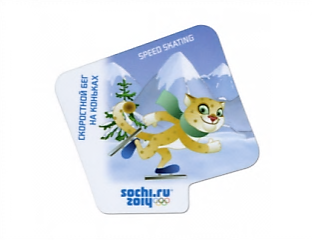 SPEED SKATING
СКОРОСТНОЙ БЕГ
НА КОНЬКАХ
sochi.ru
2014